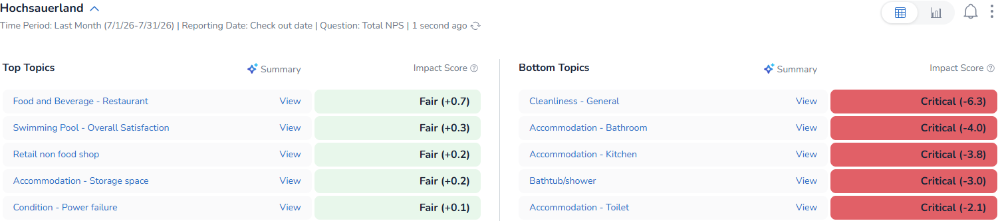 Hochsauerland
Time Period: Last Month (7/1/26-7/31/26) | Reporting Date: Check out date | Question: Total NPS | 1 second ago
Top Topics Summary Impact Score
Food and Beverage - Restaurant View Fair (+0.7)
Swimming Pool - Overall Satisfaction View Fair (+0.3)
Retail non food shop View Fair (+0.2)
Accommodation - Storage space View Fair (+0.2)
Condition - Power failure View Fair (+0.1)
Bottom Topics Summary Impact Score
Cleanliness - General View Critical (-6.3)
Accommodation - Bathroom View Critical (-4.0)
Accommodation - Kitchen View Critical (-3.8)
Bathtub/shower View Critical (-3.0)
Accommodation - Toilet View Critical (-2.1)